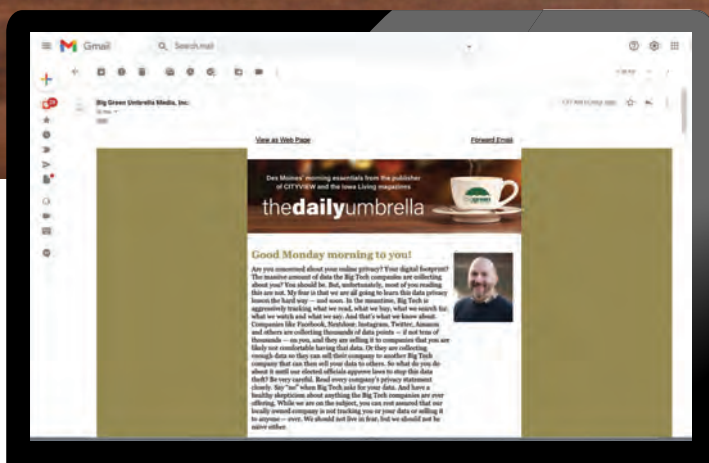 Gmail
Search mail
Big Green Umbrella Media, Inc.
View as Web Page
Forward Email
Des Moines' morning essentials from the publisher
of CITYVIEW and the Iowa Living magazines
thedailyumbrella
Good Monday morning to you!
Are you concerned about your online privacy? Your digital footprint?
The massive amount of data the Big Tech companies are collecting
about you? You should be. But, unfortunately, most of you reading
this are not. My fear is that we are all going to learn this data privacy
lesson the hard way — and soon. In the meantime, Big Tech is
aggressively tracking what we read, what we buy, what we search for,
what we watch and what we say. And that's what we know about.
Companies like Facebook, Nextdoor, Instagram, Twitter, Amazon
and others are collecting thousands of data points — if not tens of
thousands — on you, and they are selling it to companies that you are
likely not comfortable having that data. Or they are collecting
enough data so they can sell their company to another Big Tech
company that can then sell your data to others. So what do you do
about it until our elected officials approve laws to stop this data
theft? Be very careful. Read every company's privacy statement
closely. Say "no" when Big Tech asks for your data. And have a
healthy skepticism about anything the Big Tech companies are ever
offering. While we are on the subject, you can rest assured that our
locally owned company is not tracking you or your data or selling it
to anyone — ever. We should not live in fear, but we should not be
naive either.